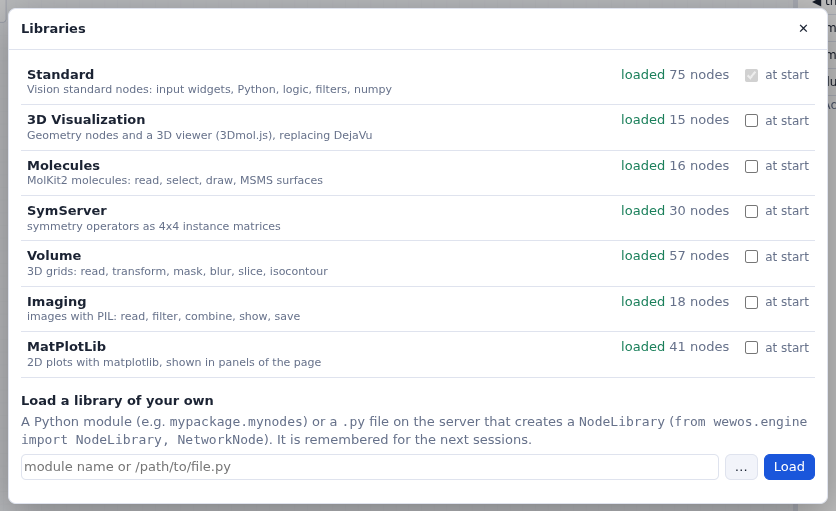 Libraries
×
Standard
loaded 75 nodes
at start
Vision standard nodes: input widgets, Python, logic, filters, numpy
3D Visualization
loaded 15 nodes
at start
Geometry nodes and a 3D viewer (3Dmol.js), replacing DejaVu
Molecules
loaded 16 nodes
at start
MolKit2 molecules: read, select, draw, MSMS surfaces
SymServer
loaded 30 nodes
at start
symmetry operators as 4x4 instance matrices
Volume
loaded 57 nodes
at start
3D grids: read, transform, mask, blur, slice, isocontour
Imaging
loaded 18 nodes
at start
images with PIL: read, filter, combine, show, save
MatPlotLib
loaded 41 nodes
at start
2D plots with matplotlib, shown in panels of the page
Load a library of your own
A Python module (e.g. mypackage.mynodes) or a .py file on the server that creates a NodeLibrary (from wewos.engine
import NodeLibrary, NetworkNode). It is remembered for the next sessions.
module name or /path/to/file.py
...
Load